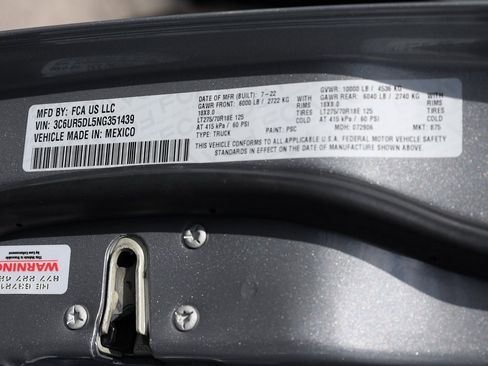 MFD BY: FCA US LLC
VIN: 3C6UR5DL5NG351439
VEHICLE MADE IN: MEXICO
DATE OF MFR (BUILT): 7-22
GAWR FRONT: 6000 LB / 2722 KG
WITH
18X8.0
RIMS
LT275/70R18E 125
TIRES
AT 415 kPa / 60 PSI
COLD
TYPE: TRUCK
PAINT: PSC
GVWR: 10000 LB / 4536 KG
GAWR REAR: 6040 LB / 2740 KG
WITH
18X8.0
RIMS
LT275/70R18E 125
TIRES
AT 415 kPa / 60 PSI
COLD
MDH: 072906
MKT: 875
THIS VEHICLE CONFORMS TO ALL APPLICABLE U.S.A. FEDERAL MOTOR VEHICLE SAFETY
STANDARDS IN EFFECT ON THE DATE OF MANUFACTURE SHOWN ABOVE.
WARNING